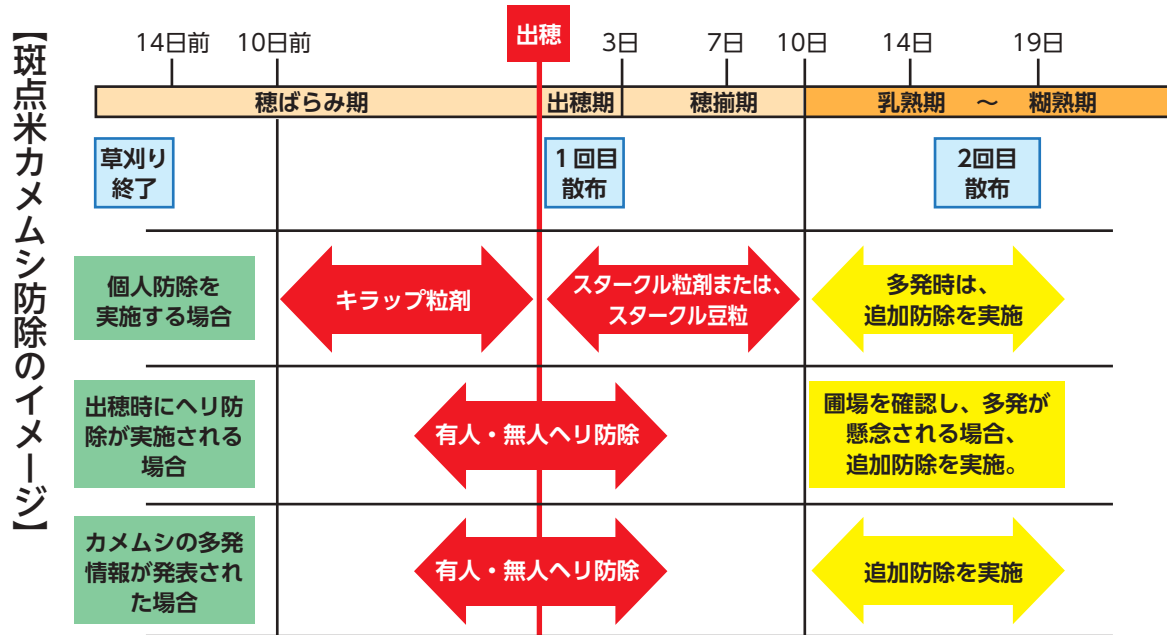 【斑点米カメムシ防除のイメージ】
出穂
14日前
10日前
3日
7日
10日
14日
19日
穂ばらみ期
出穂期
穂揃期
乳熟期　～　糊熟期
草刈り
終了
１回目
散布
2回目
散布
個人防除を
実施する場合
キラップ粒剤
スタークル粒剤または、
スタークル豆粒
多発時は、
追加防除を実施
出穂時にヘリ防
除が実施される
場合
有人・無人ヘリ防除
圃場を確認し、多発が
懸念される場合、
追加防除を実施。
カメムシの多発
情報が発表され
た場合
有人・無人ヘリ防除
追加防除を実施